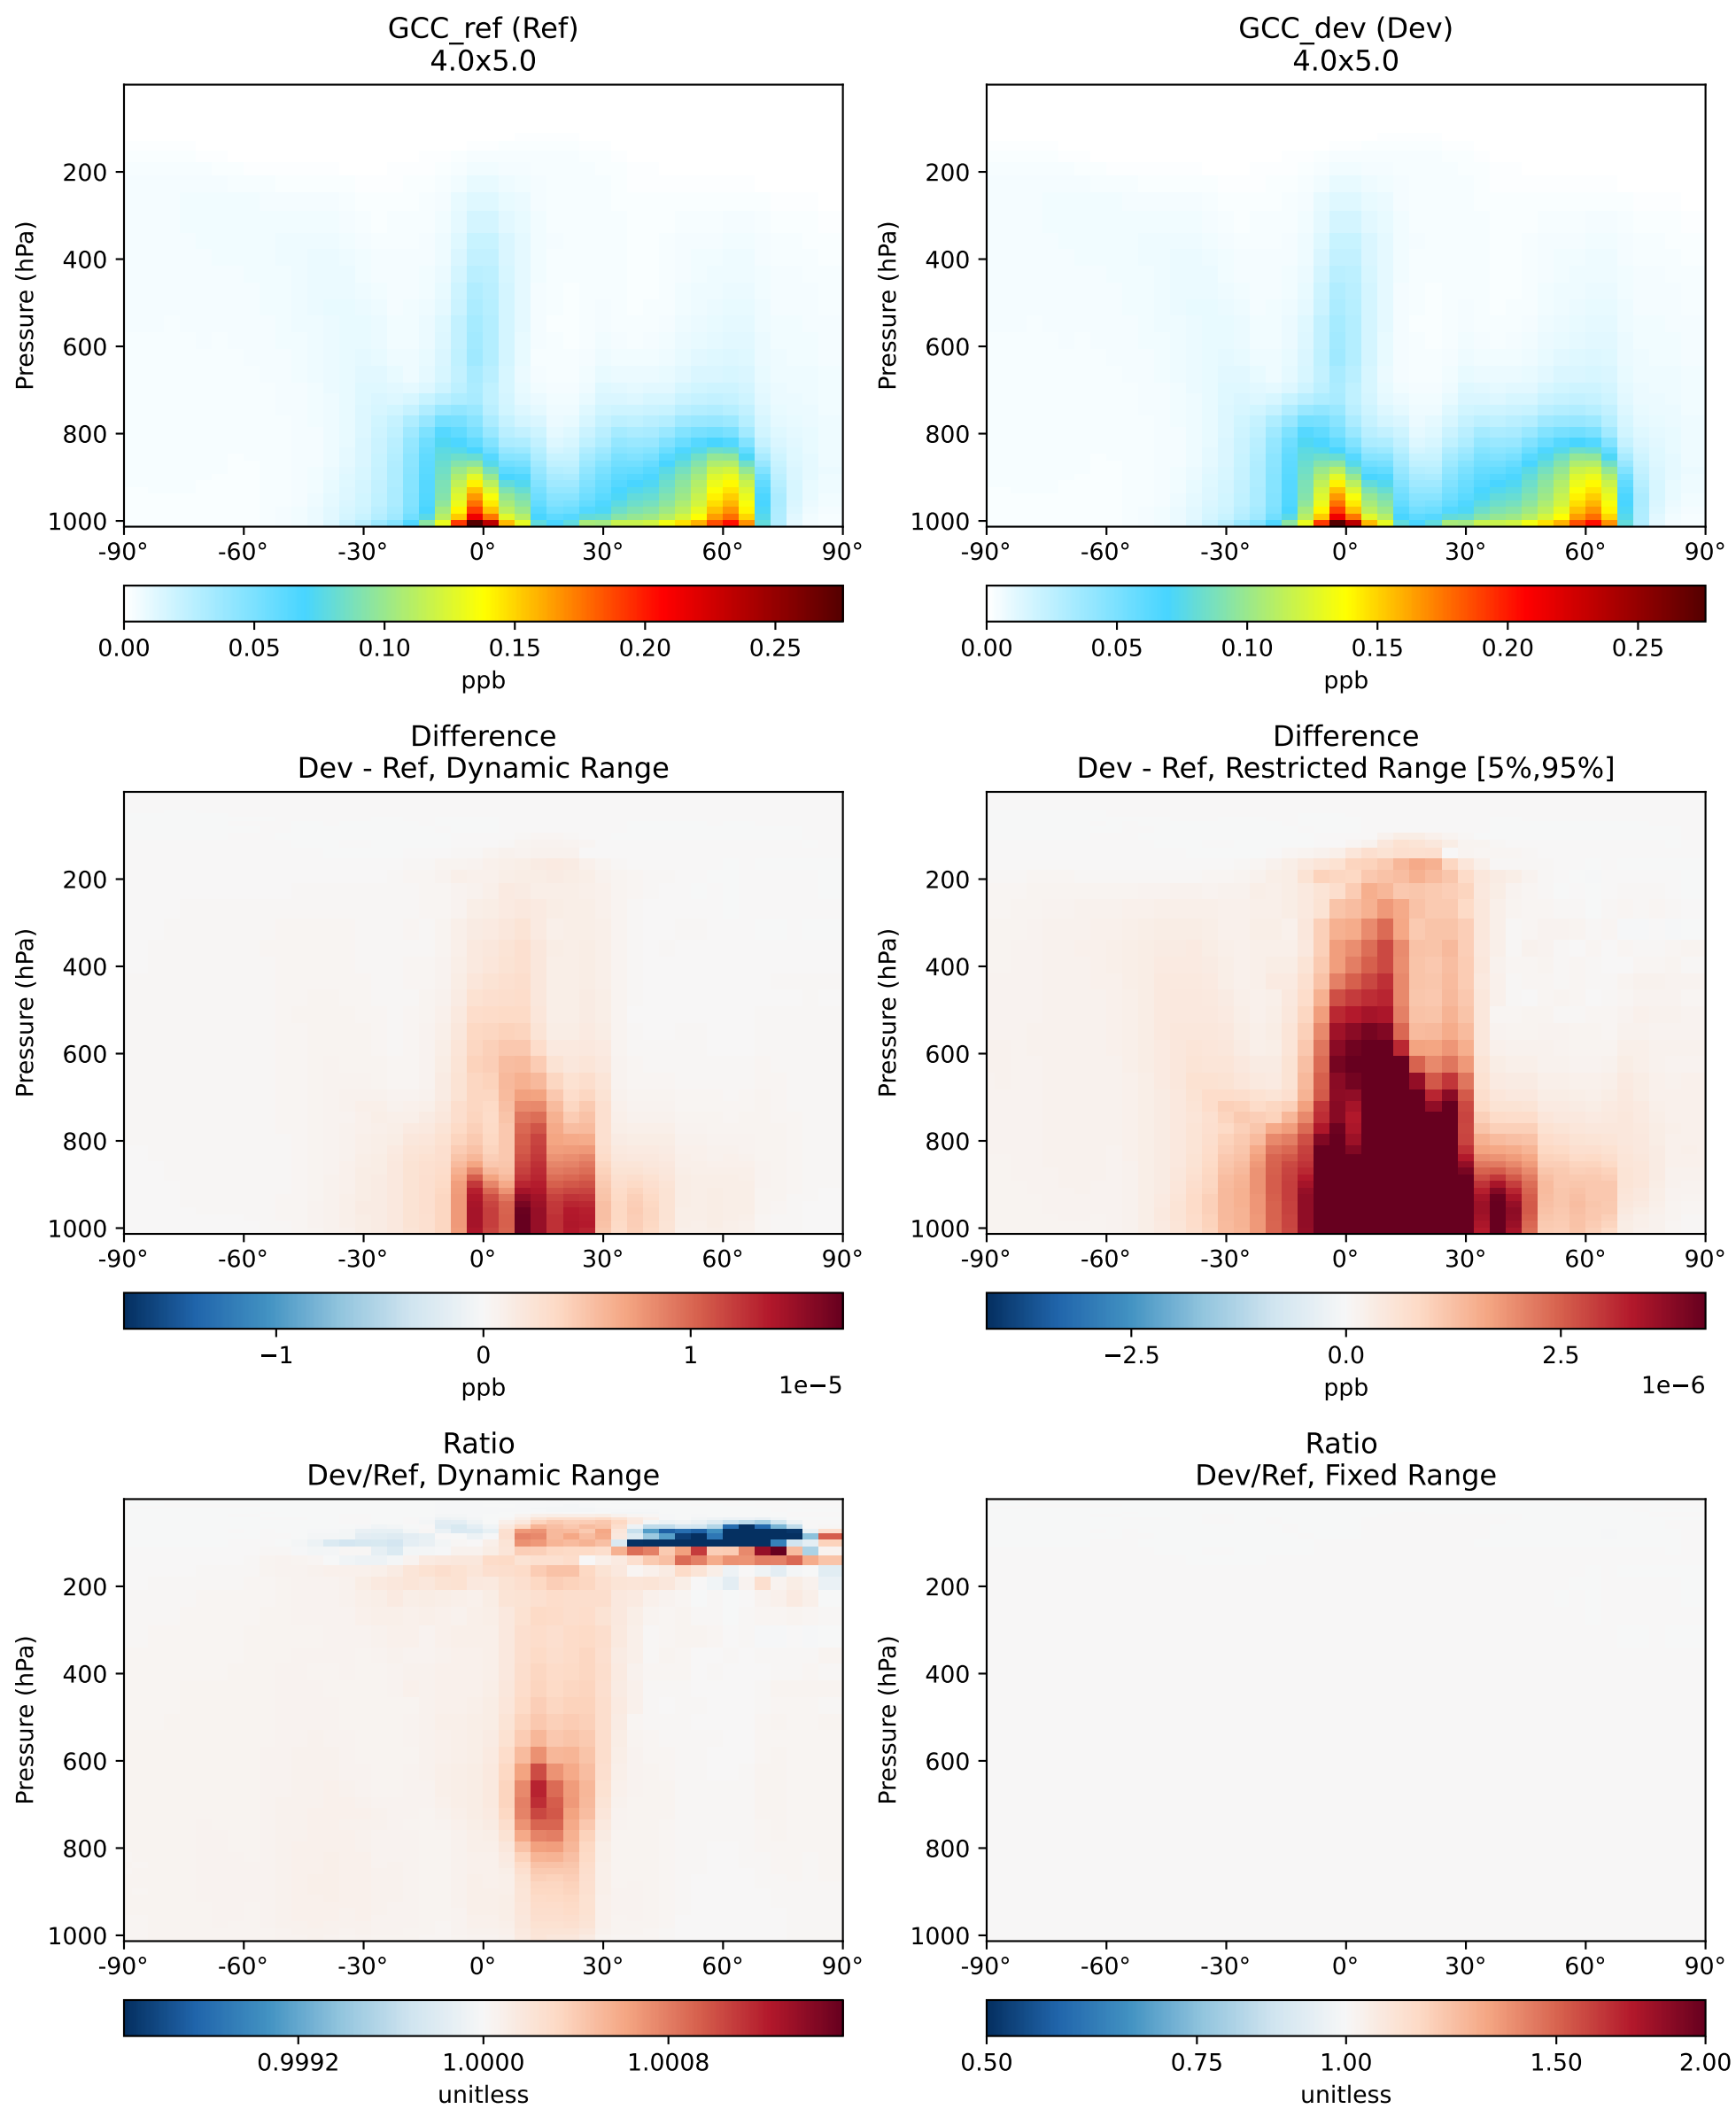 GCC_ref (Ref)
4.0x5.0
GCC_dev (Dev)
4.0x5.0
Pressure (hPa)
200
400
600
800
1000
-90° -60° -30° 0° 30° 60° 90°
0.00 0.05 0.10 0.15 0.20 0.25
ppb
Pressure (hPa)
200
400
600
800
1000
-90° -60° -30° 0° 30° 60° 90°
0.00 0.05 0.10 0.15 0.20 0.25
ppb
Difference
Dev - Ref, Dynamic Range
Pressure (hPa)
200
400
600
800
1000
-90° -60° -30° 0° 30° 60° 90°
−1 0 1
ppb
1e−5
Difference
Dev - Ref, Restricted Range [5%,95%]
Pressure (hPa)
200
400
600
800
1000
-90° -60° -30° 0° 30° 60° 90°
−2.5 0.0 2.5
ppb
1e−6
Ratio
Dev/Ref, Dynamic Range
Pressure (hPa)
200
400
600
800
1000
-90° -60° -30° 0° 30° 60° 90°
0.9992 1.0000 1.0008
unitless
Ratio
Dev/Ref, Fixed Range
Pressure (hPa)
200
400
600
800
1000
-90° -60° -30° 0° 30° 60° 90°
0.50 0.75 1.00 1.50 2.00
unitless